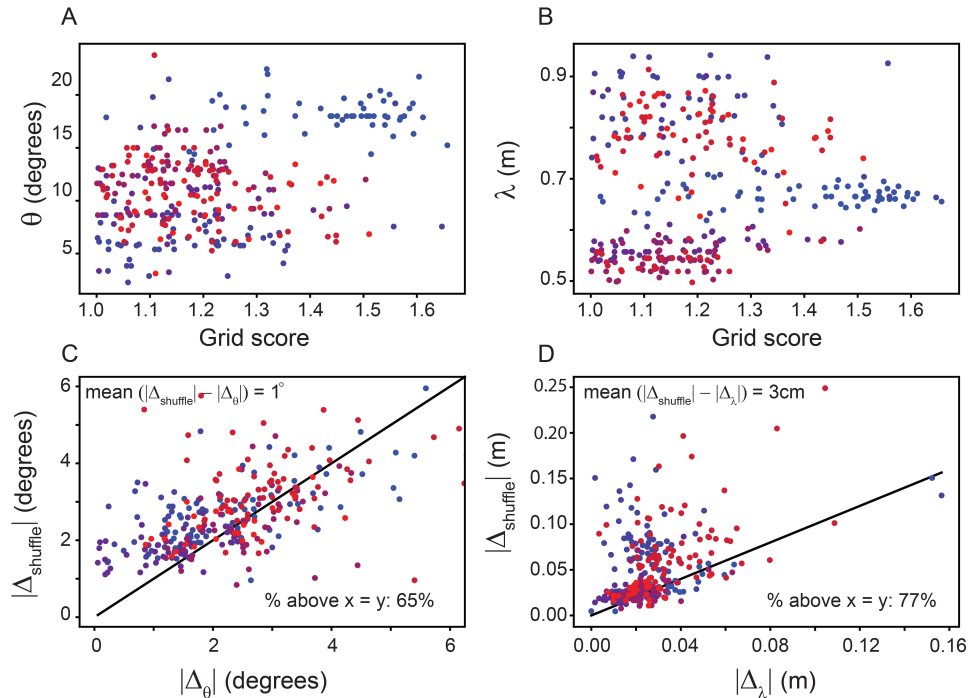 A
20
15
10
5
θ (degrees)
1.0 1.1 1.2 1.3 1.4 1.5 1.6
Grid score
B
0.9
0.7
0.5
λ (m)
1.0 1.1 1.2 1.3 1.4 1.5 1.6
Grid score
C
mean (|Δshuffle|−|Δθ|) = 1°
6
4
2
0
|Δshuffle| (degrees)
% above x = y: 65%
0 2 4 6
|Δθ| (degrees)
D
mean (|Δshuffle|−|Δλ|) = 3cm
0.25
0.20
0.15
0.10
0.05
0.00
|Δshuffle| (m)
% above x = y: 77%
0.00 0.04 0.08 0.12 0.16
|Δλ| (m)